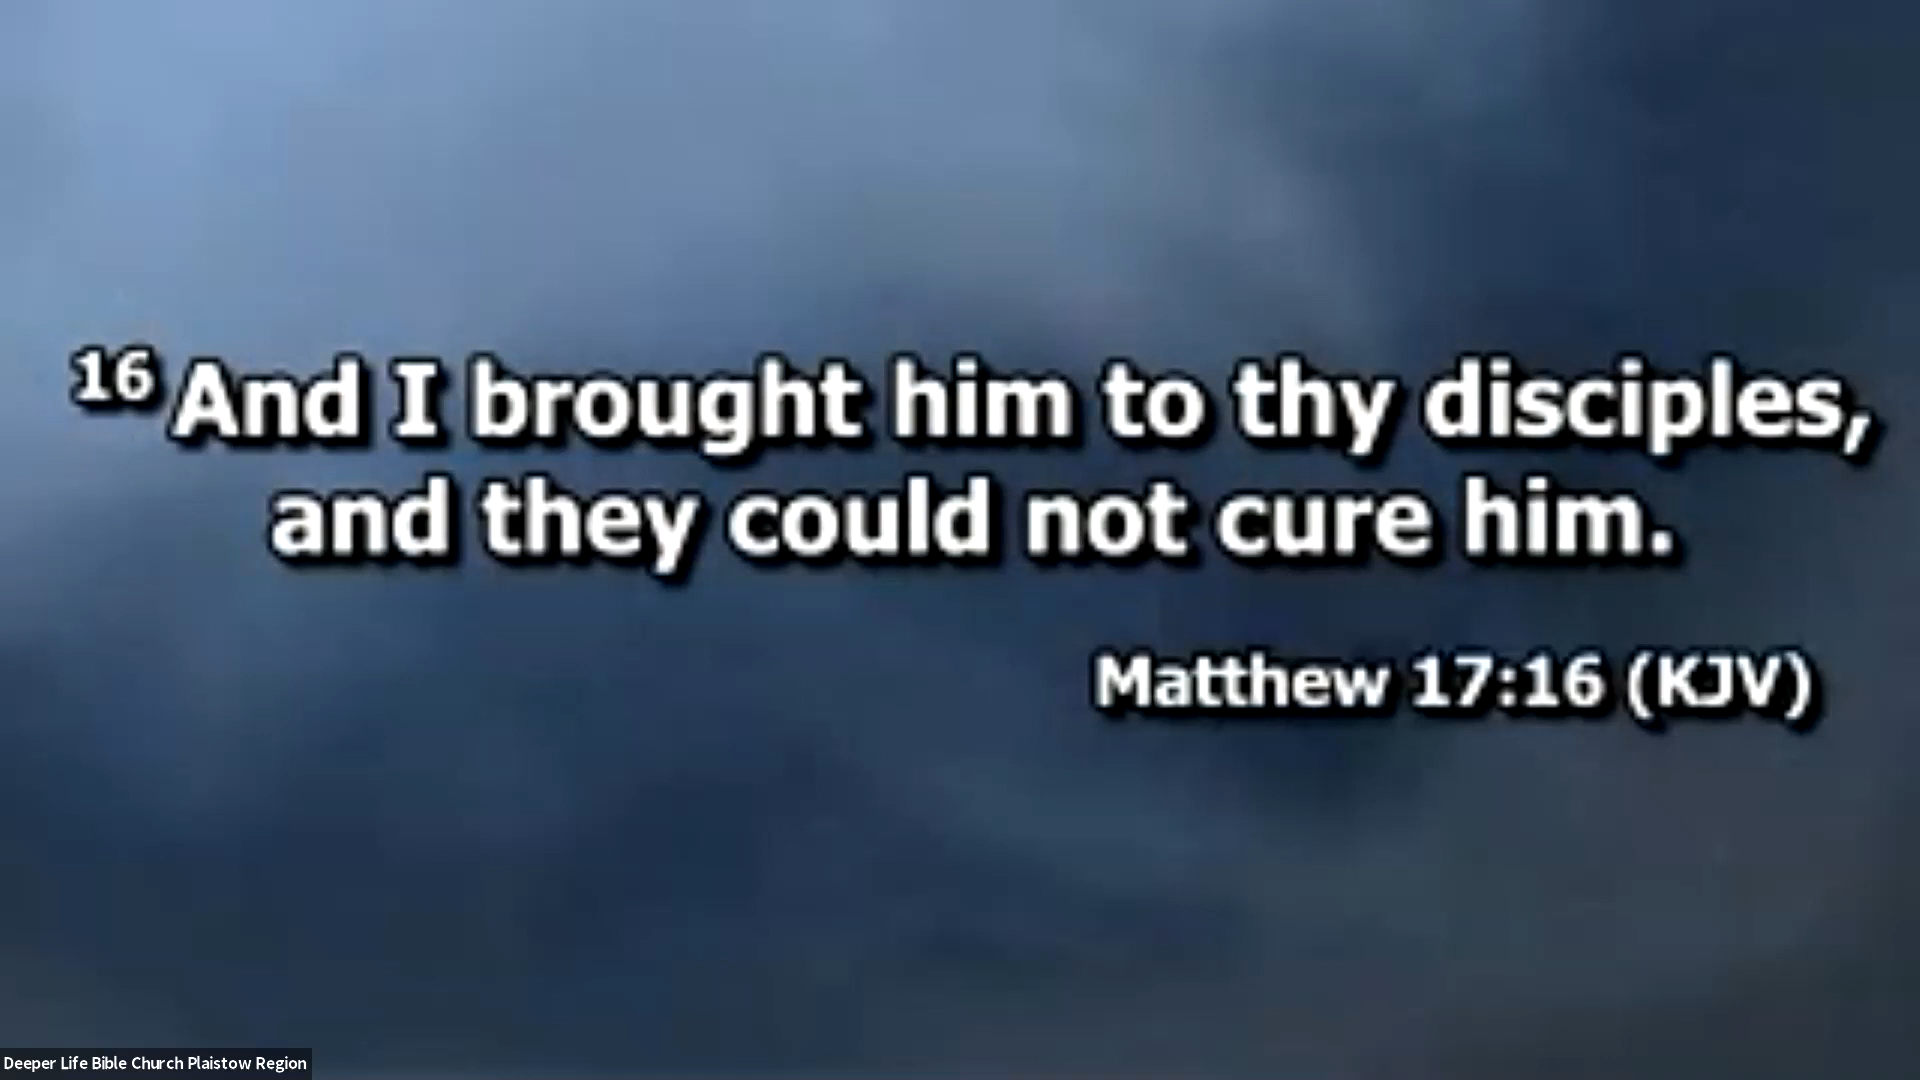 16 And I brought him to thy disciples,
and they could not cure him.
Matthew 17:16 (KJV)
Deeper Life Bible Church Plaistow Region